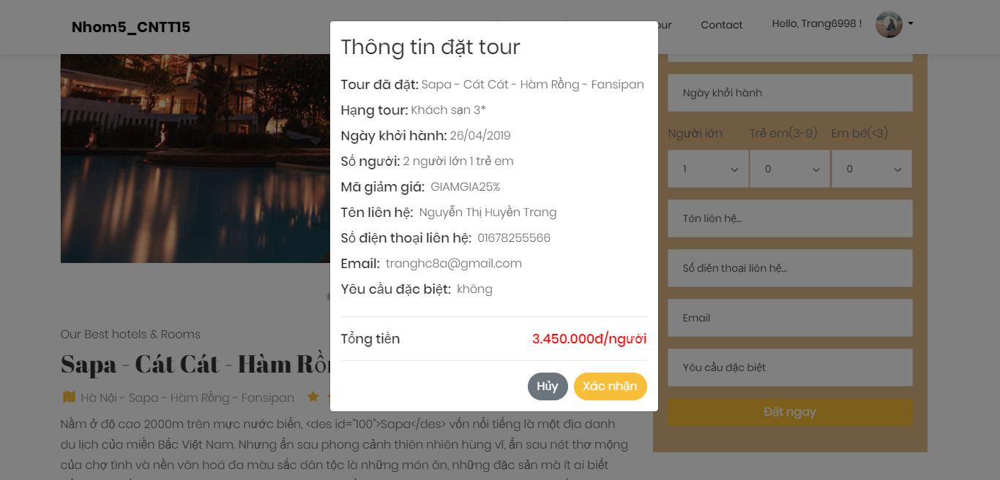 Nhom5_CNTT15
our Contact Hello, Trang6998 !
Thông tin đặt tour
Tour đã đặt: Sapa - Cát Cát - Hàm Rồng - Fansipan
Hạng tour: Khách sạn 3*
Ngày khởi hành: 26/04/2019
Số người: 2 người lớn 1 trẻ em
Mã giảm giá: GIAMGIA25%
Tên liên hệ: Nguyễn Thị Huyền Trang
Số điện thoại liên hệ: 01678255566
Email: tranghc8a@gmail.com
Yêu cầu đặc biệt: không
Tổng tiền 3.450.000đ/người
Hủy Xác nhận
Ngày khởi hành
Người lớn Trẻ em(3-9) Em bé(<3)
1 0 0
Tên liên hệ...
Số điện thoại liên hệ...
Email
Yêu cầu đặc biệt
Đặt ngay
Our Best hotels & Rooms
Sapa - Cát Cát - Hàm Rồn
Hà Nội - Sapa - Hàm Rồng - Fansipan
Nằm ở độ cao 2000m trên mực nước biển, <des id="100">Sapa</des> vốn nổi tiếng là một địa danh
du lịch của miền Bắc Việt Nam. Nhưng ẩn sau phong cảnh thiên nhiên hùng vĩ, ẩn sau nét thơ mộng
của chợ tình và nền văn hoá đa màu sắc dân tộc là những món ăn, những đặc sản mà ít ai biết